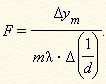 F = Δy_m / (mλ · Δ(1/d)).